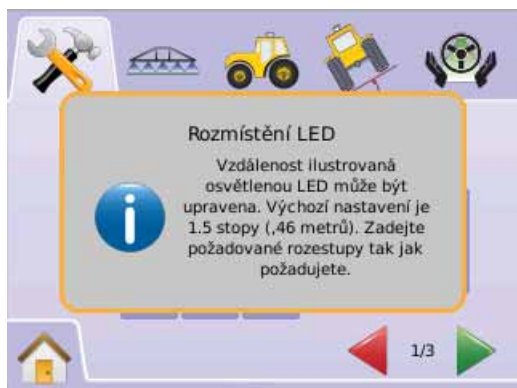 Rozmístění LED
Vzdálenost ilustrovaná
osvětlenou LED může být
upravena. Výchozí nastavení je
1.5 stopy (,46 metrů). Zadejte
požadované rozestupy tak jak
požadujete.
1/3